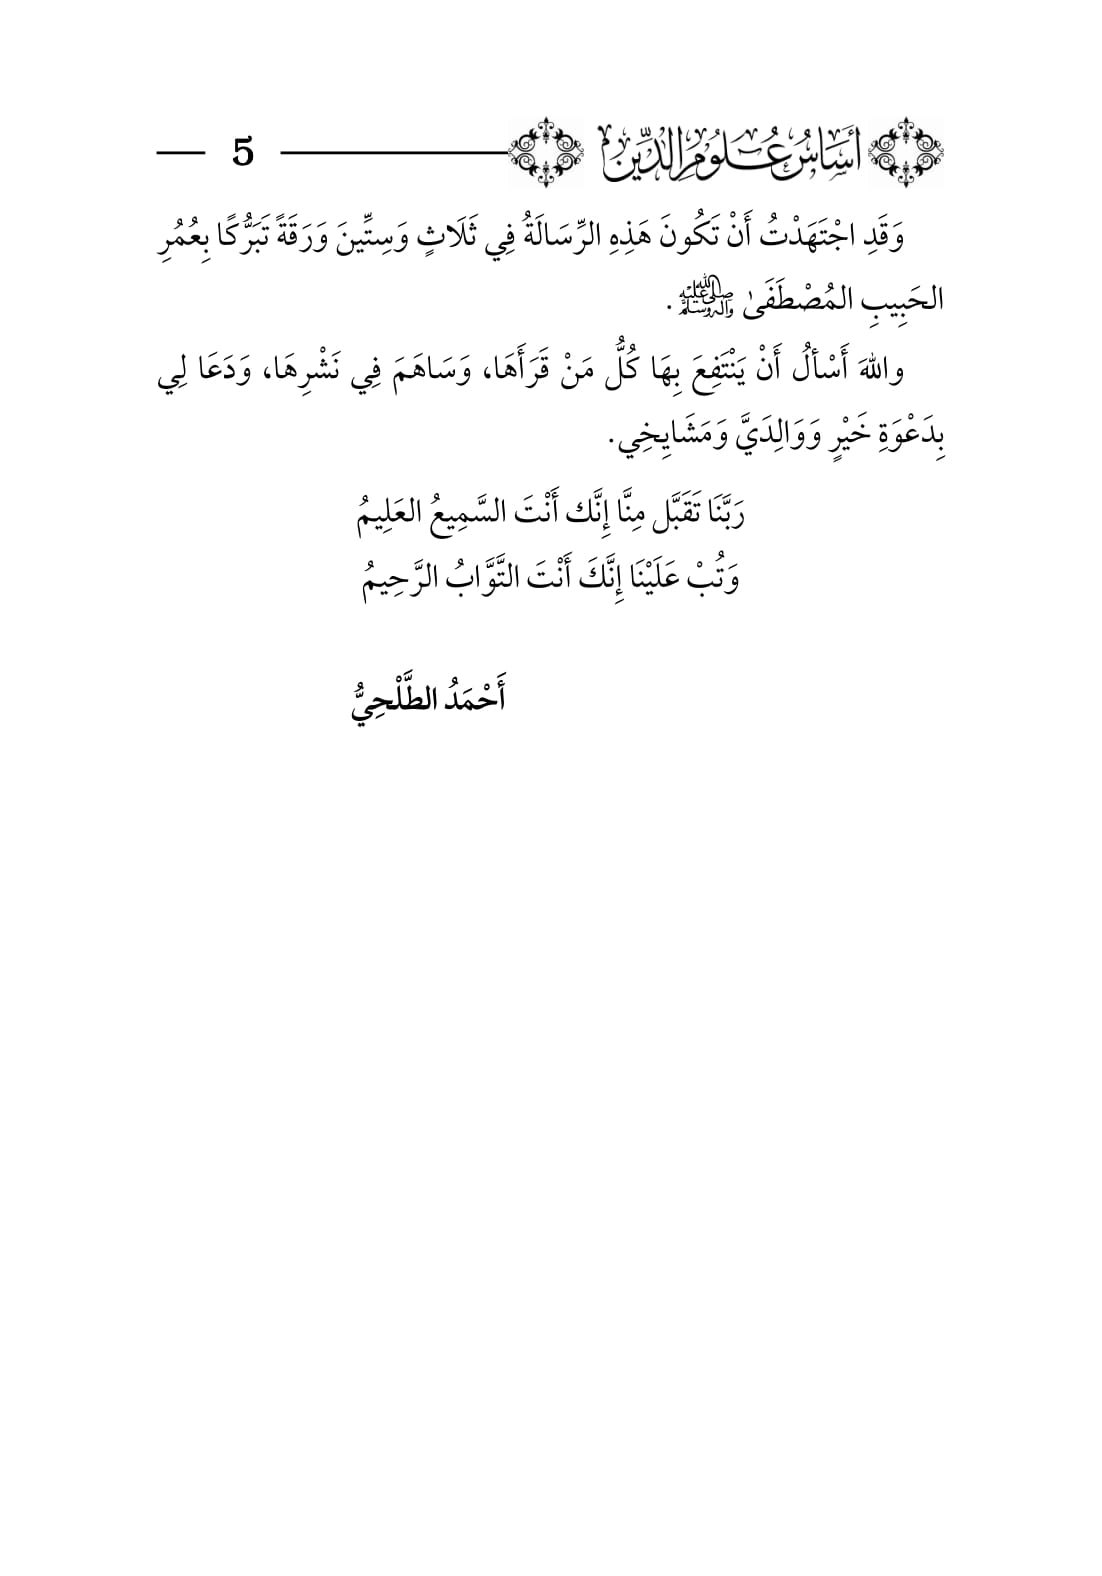 أَسَاسُ عُلُومِ الدِّينِ 5
وَقَدِ اجْتَهَدْتُ أَنْ تَكُونَ هَذِهِ الرِّسَالَةُ فِي ثَلَاثٍ وَسِتِّينَ وَرَقَةً تَبَرُّكًا بِعُمُرِ
الحَبِيبِ المُصْطَفَىٰ ﷺ.
واللهَ أَسْألُ أَنْ يَنْتَفِعَ بِهَا كُلُّ مَنْ قَرَأَهَا، وَسَاهَمَ فِي نَشْرِهَا، وَدَعَا لِي
بِدَعْوَةِ خَيْرٍ وَوَالِدَيَّ وَمَشَايِخِي.
رَبَّنَا تَقَبَّل مِنَّا إِنَّك أَنْتَ السَّمِيعُ العَلِيمُ
وَتُبْ عَلَيْنَا إِنَّكَ أَنْتَ التَّوَّابُ الرَّحِيمُ
أَحْمَدُ الطَّلْحِيُّ